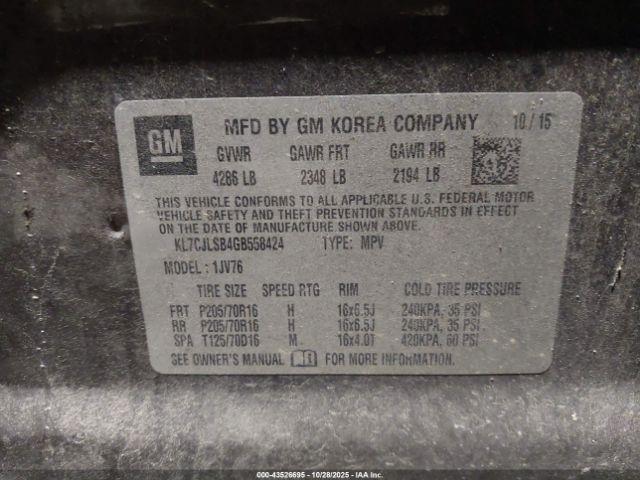 GM MFD BY GM KOREA COMPANY 10/15
GVWR GAWR FRT GAWR RR
4286 LB 2348 LB 2194 LB
THIS VEHICLE CONFORMS TO ALL APPLICABLE U.S. FEDERAL MOTOR
VEHICLE SAFETY AND THEFT PREVENTION STANDARDS IN EFFECT
ON THE DATE OF MANUFACTURE SHOWN ABOVE.
KL7CJLSB4GB558424 TYPE: MPV
MODEL: 1JV76
TIRE SIZE SPEED RTG RIM COLD TIRE PRESSURE
FRT P205/70R16 H 16x6.5J 240KPA, 35 PSI
RR P205/70R16 H 16x6.5J 240KPA, 35 PSI
SPA T125/70D16 M 16x4.0T 420KPA, 60 PSI
SEE OWNER'S MANUAL FOR MORE INFORMATION.
000-43526695 - 10/28/2025 - IAAI.COM